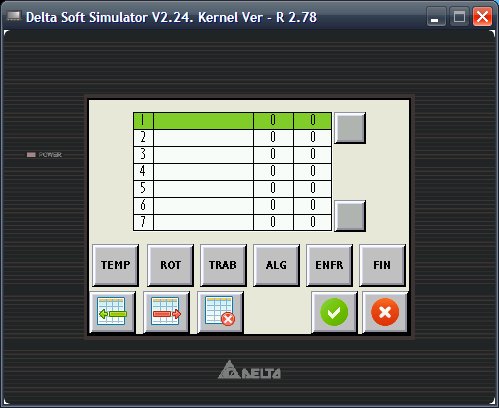 Delta Soft Simulator V2.24. Kernel Ver - R 2.78
POWER
1 0 0
2 0 0
3 0 0
4 0 0
5 0 0
6 0 0
7 0 0
TEMP ROT TRAB ALG ENFR FIN
DELTA